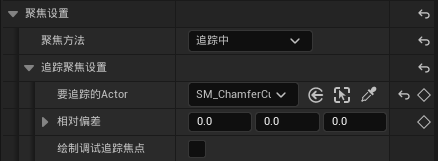 聚焦设置
聚焦方法 追踪中
追踪聚焦设置
要追踪的Actor SM_ChamferCu
相对偏差 0.0 0.0 0.0
绘制调试追踪焦点